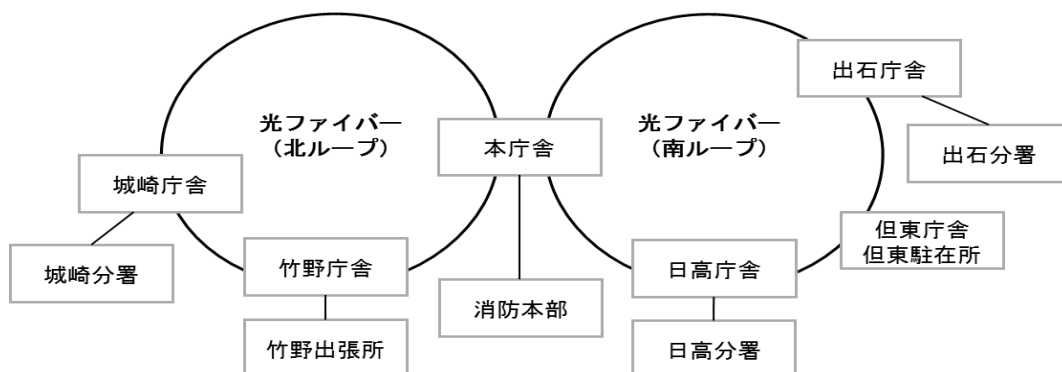 出石庁舎
光ファイバー
（北ループ）
光ファイバー
（南ループ）
本庁舎
出石分署
城崎庁舎
但東庁舎
但東駐在所
城崎分署
竹野庁舎
日高庁舎
消防本部
竹野出張所
日高分署